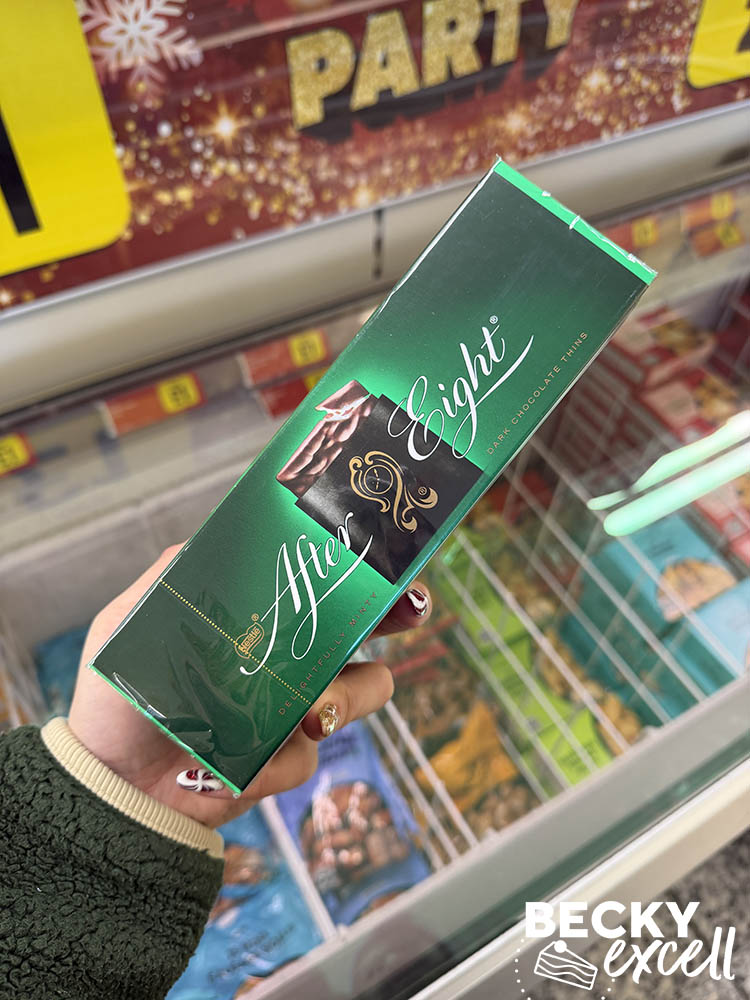 PARTY
After
Eight®
Nestlé®
DELIGHTFULLY MINTY
DARK CHOCOLATE THINS
BECKY
excell